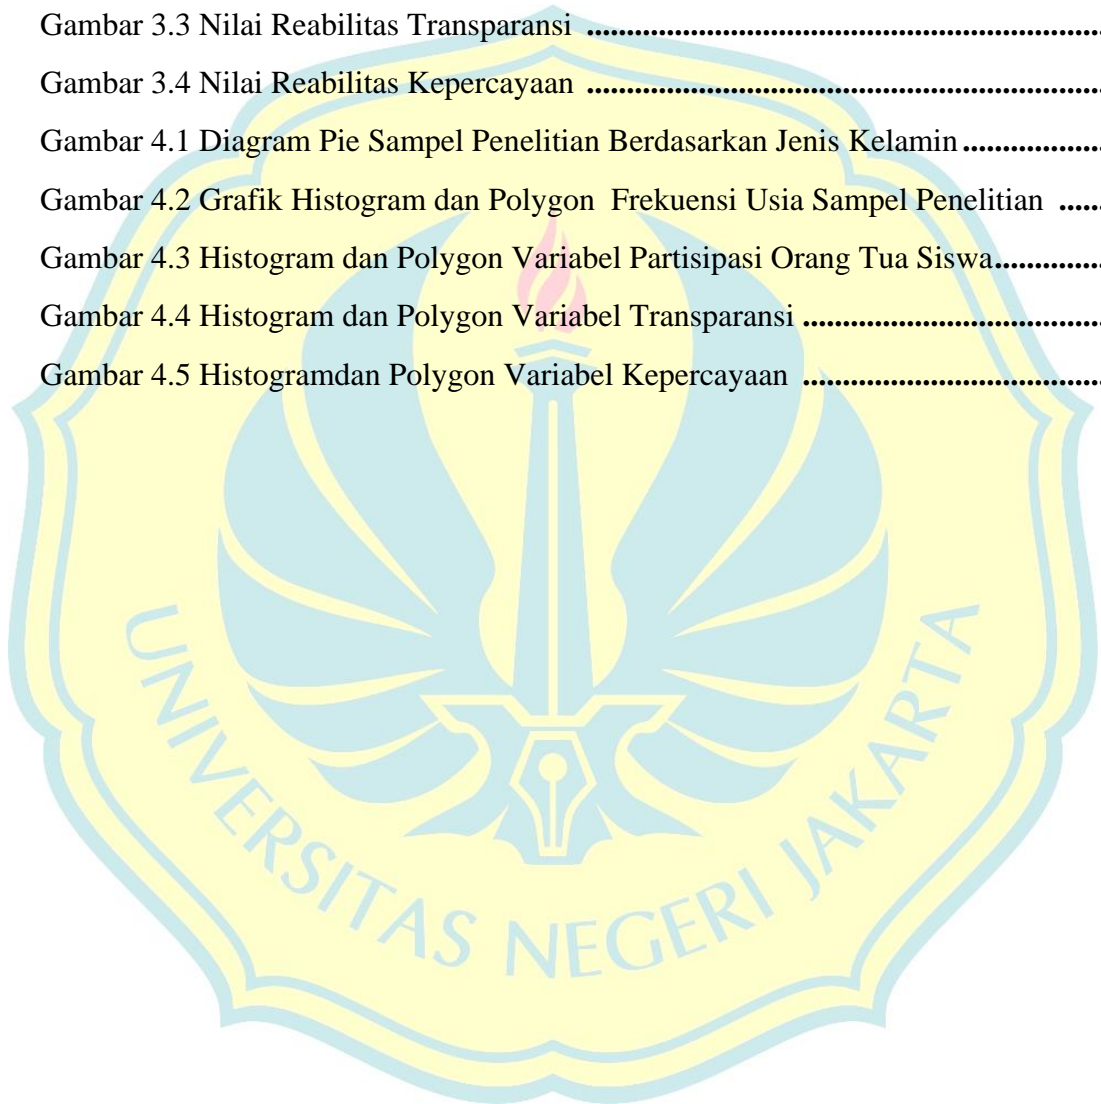 Gambar 3.3 Nilai Reabilitas Transparansi ................................................................
Gambar 3.4 Nilai Reabilitas Kepercayaan ................................................................
Gambar 4.1 Diagram Pie Sampel Penelitian Berdasarkan Jenis Kelamin ..................
Gambar 4.2 Grafik Histogram dan Polygon  Frekuensi Usia Sampel Penelitian ......
Gambar 4.3 Histogram dan Polygon Variabel Partisipasi Orang Tua Siswa..............
Gambar 4.4 Histogram dan Polygon Variabel Transparansi ......................................
Gambar 4.5 Histogramdan Polygon Variabel Kepercayaan ......................................
UNIVERSITAS NEGERI JAKARTA